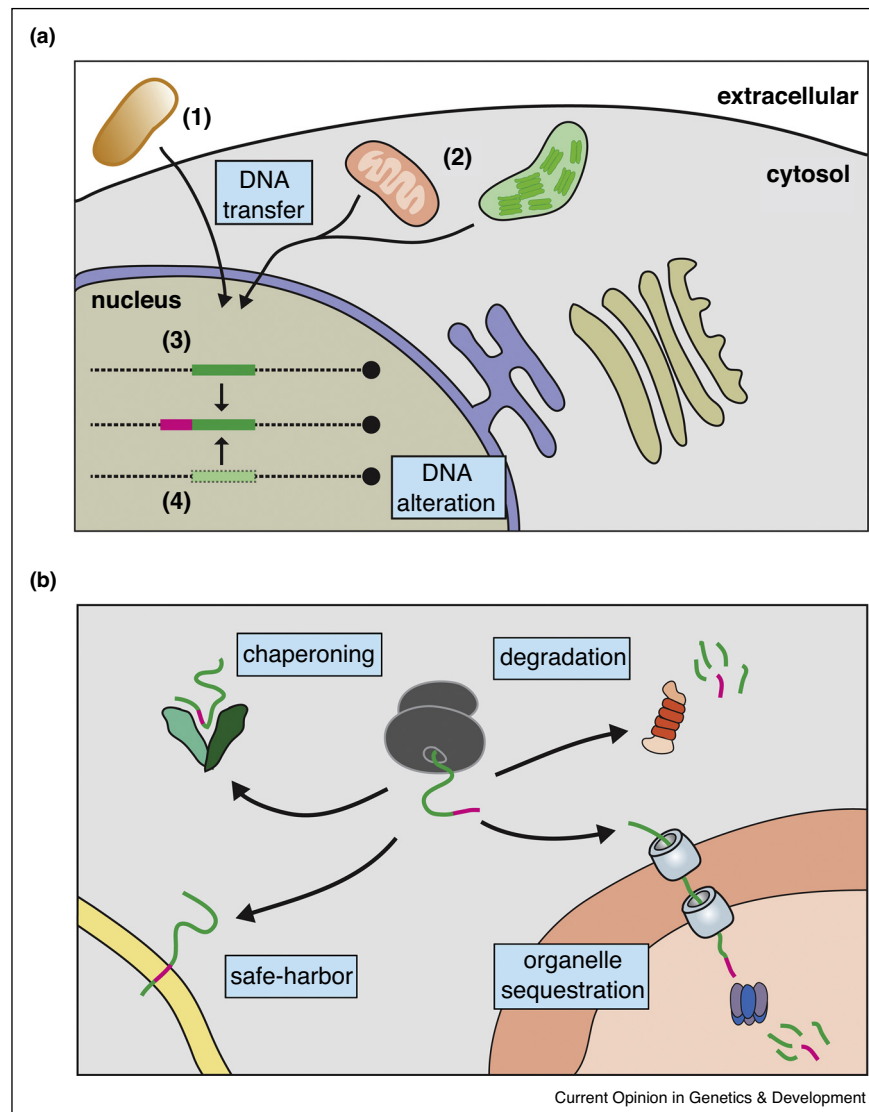 (a)
extracellular
(1)
(2)
DNA
transfer
cytosol
nucleus
(3)
DNA
alteration
(4)
(b)
chaperoning
degradation
safe-harbor
organelle
sequestration
Current Opinion in Genetics & Development